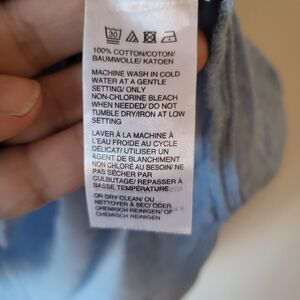 30
100% COTTON/COTON/
BAUMWOLLE/ KATOEN
MACHINE WASH IN COLD
WATER AT A GENTLE
SETTING/ ONLY
NON-CHLORINE BLEACH
WHEN NEEDED/ DO NOT
TUMBLE DRY/IRON AT LOW
SETTING
LAVER À LA MACHINE À
L'EAU FROIDE AU CYCLE
DÉLICAT/ UTILISER UN
AGENT DE BLANCHIMENT
NON CHLORÉ AU BESOIN/ NE
PAS SÉCHER PAR
CULBUTAGE/ REPASSER À
BASSE TEMPÉRATURE
OR DRY CLEAN/ OU
NETTOYER À SEC/ ODER
CHEMISCH REINIGEN/ OF
CHEMISCH REINIGEN